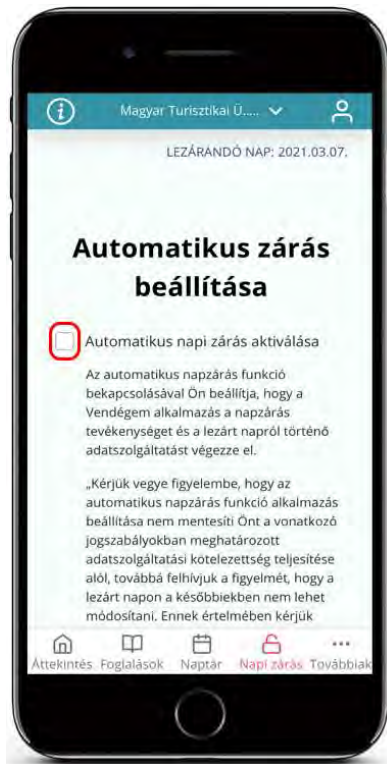 Magyar Turisztikai Ü.....
LEZÁRANDÓ NAP: 2021.03.07.
Automatikus zárás
beállítása
Automatikus napi zárás aktiválása
Az automatikus napzárás funkció
bekapcsolásával Ön beállítja, hogy a
Vendégem alkalmazás a napzárás
tevékenységet és a lezárt napról történő
adatszolgáltatást végezze el.
„Kérjük vegye figyelembe, hogy az
automatikus napzárás funkció alkalmazás
beállítása nem mentesíti Önt a vonatkozó
jogszabályokban meghatározott
adatszolgáltatási kötelezettség teljesítése
alól, továbbá felhívjuk a figyelmét, hogy a
lezárt napon a későbbiekben nem lehet
módosítani. Ennek értelmében kérjük
Áttekintés Foglalások Naptár Napi zárás Továbbiak